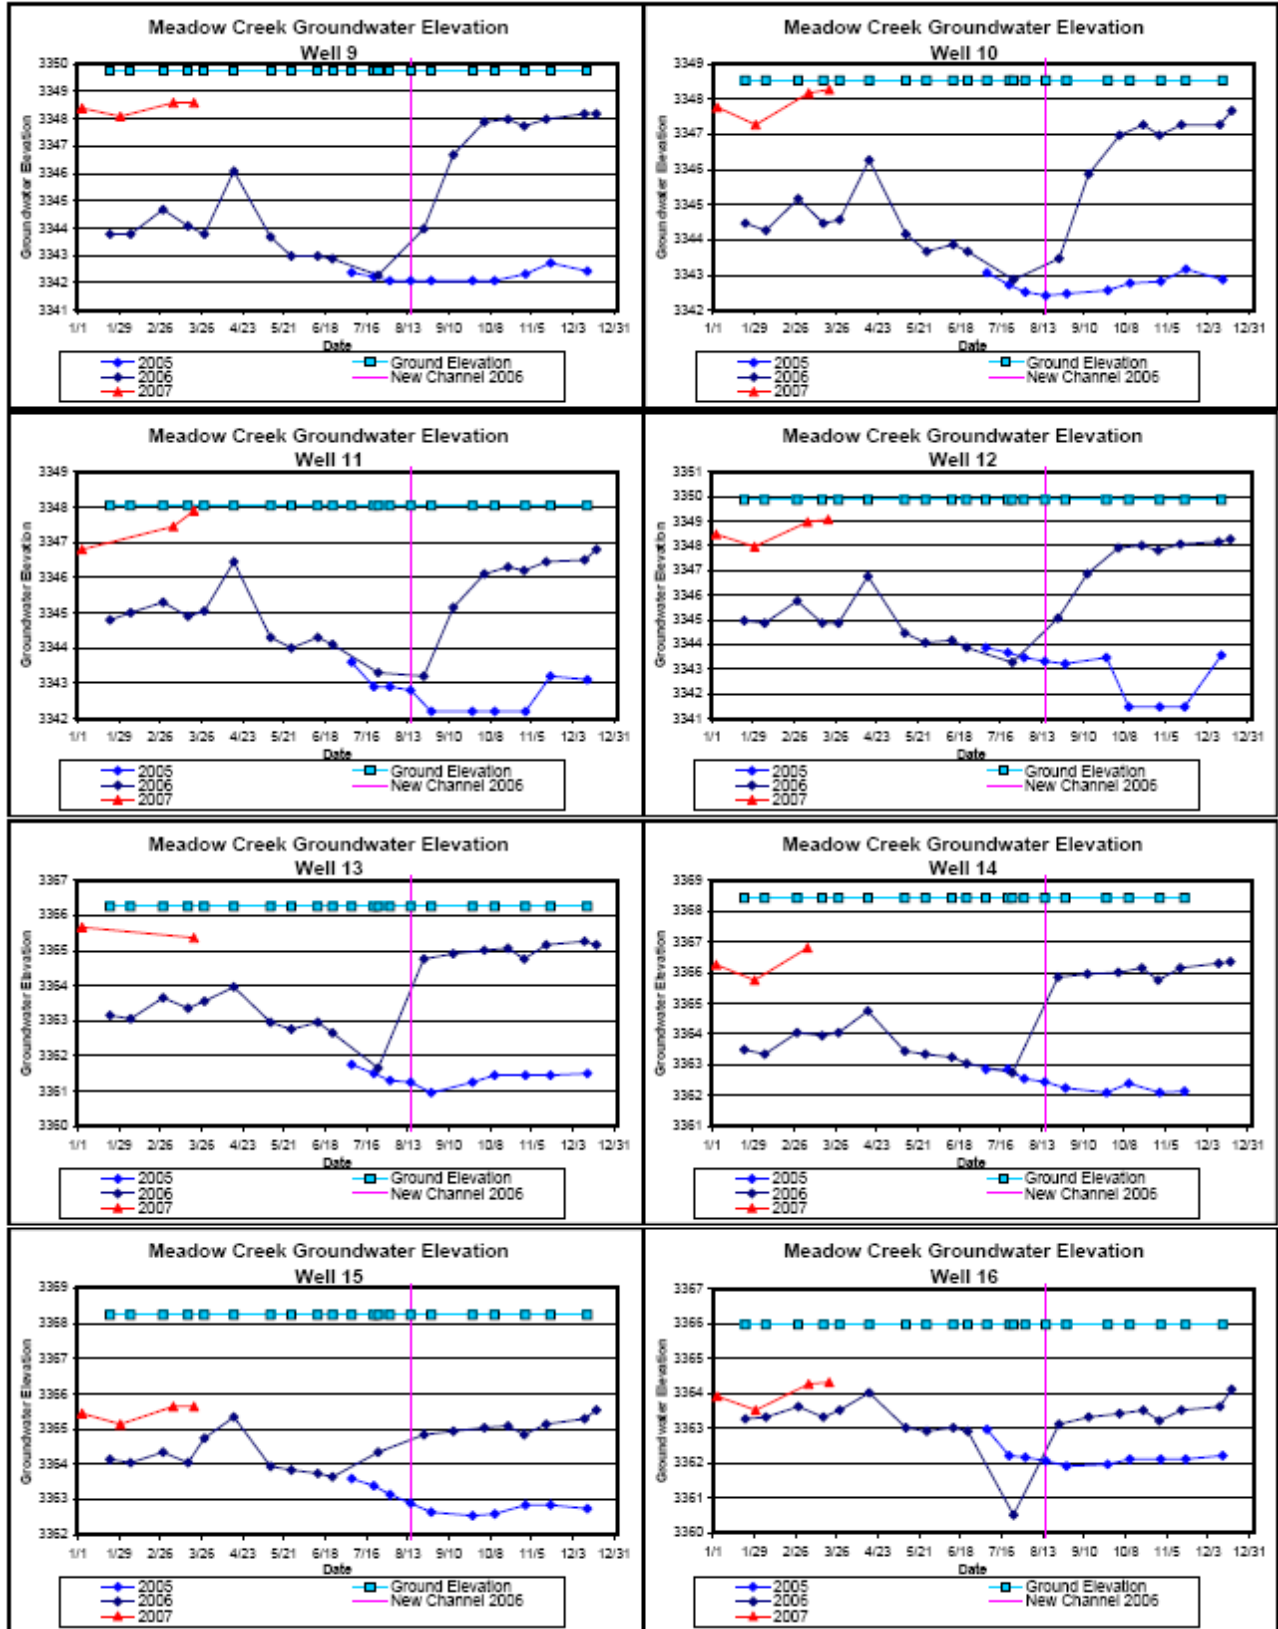 Meadow Creek Groundwater Elevation
Well 9
Groundwater Elevation
3350
3349
3348
3347
3346
3345
3344
3343
3342
3341
1/1 1/29 2/26 3/26 4/23 5/21 6/18 7/16 8/13 9/10 10/8 11/5 12/3 12/31
Date
2005 Ground Elevation
2006 New Channel 2006
2007
Meadow Creek Groundwater Elevation
Well 10
Groundwater Elevation
3349
3348
3347
3346
3345
3344
3343
3342
1/1 1/29 2/26 3/26 4/23 5/21 6/18 7/16 8/13 9/10 10/8 11/5 12/3 12/31
Date
2005 Ground Elevation
2006 New Channel 2006
2007
Meadow Creek Groundwater Elevation
Well 11
Groundwater Elevation
3349
3348
3347
3346
3345
3344
3343
3342
1/1 1/29 2/26 3/26 4/23 5/21 6/18 7/16 8/13 9/10 10/8 11/5 12/3 12/31
Date
2005 Ground Elevation
2006 New Channel 2006
2007
Meadow Creek Groundwater Elevation
Well 12
Groundwater Elevation
3351
3350
3349
3348
3347
3346
3345
3344
3343
3342
3341
1/1 1/29 2/26 3/26 4/23 5/21 6/18 7/16 8/13 9/10 10/8 11/5 12/3 12/31
Date
2005 Ground Elevation
2006 New Channel 2006
2007
Meadow Creek Groundwater Elevation
Well 13
Groundwater Elevation
3367
3366
3365
3364
3363
3362
3361
3360
1/1 1/29 2/26 3/26 4/23 5/21 6/18 7/16 8/13 9/10 10/8 11/5 12/3 12/31
Date
2005 Ground Elevation
2006 New Channel 2006
2007
Meadow Creek Groundwater Elevation
Well 14
Groundwater Elevation
3369
3368
3367
3366
3365
3364
3363
3362
3361
1/1 1/29 2/26 3/26 4/23 5/21 6/18 7/16 8/13 9/10 10/8 11/5 12/3 12/31
Date
2005 Ground Elevation
2006 New Channel 2006
2007
Meadow Creek Groundwater Elevation
Well 15
Groundwater Elevation
3369
3368
3367
3366
3365
3364
3363
3362
1/1 1/29 2/26 3/26 4/23 5/21 6/18 7/16 8/13 9/10 10/8 11/5 12/3 12/31
Date
2005 Ground Elevation
2006 New Channel 2006
2007
Meadow Creek Groundwater Elevation
Well 16
Groundwater Elevation
3367
3366
3365
3364
3363
3362
3361
3360
1/1 1/29 2/26 3/26 4/23 5/21 6/18 7/16 8/13 9/10 10/8 11/5 12/3 12/31
Date
2005 Ground Elevation
2006 New Channel 2006
2007